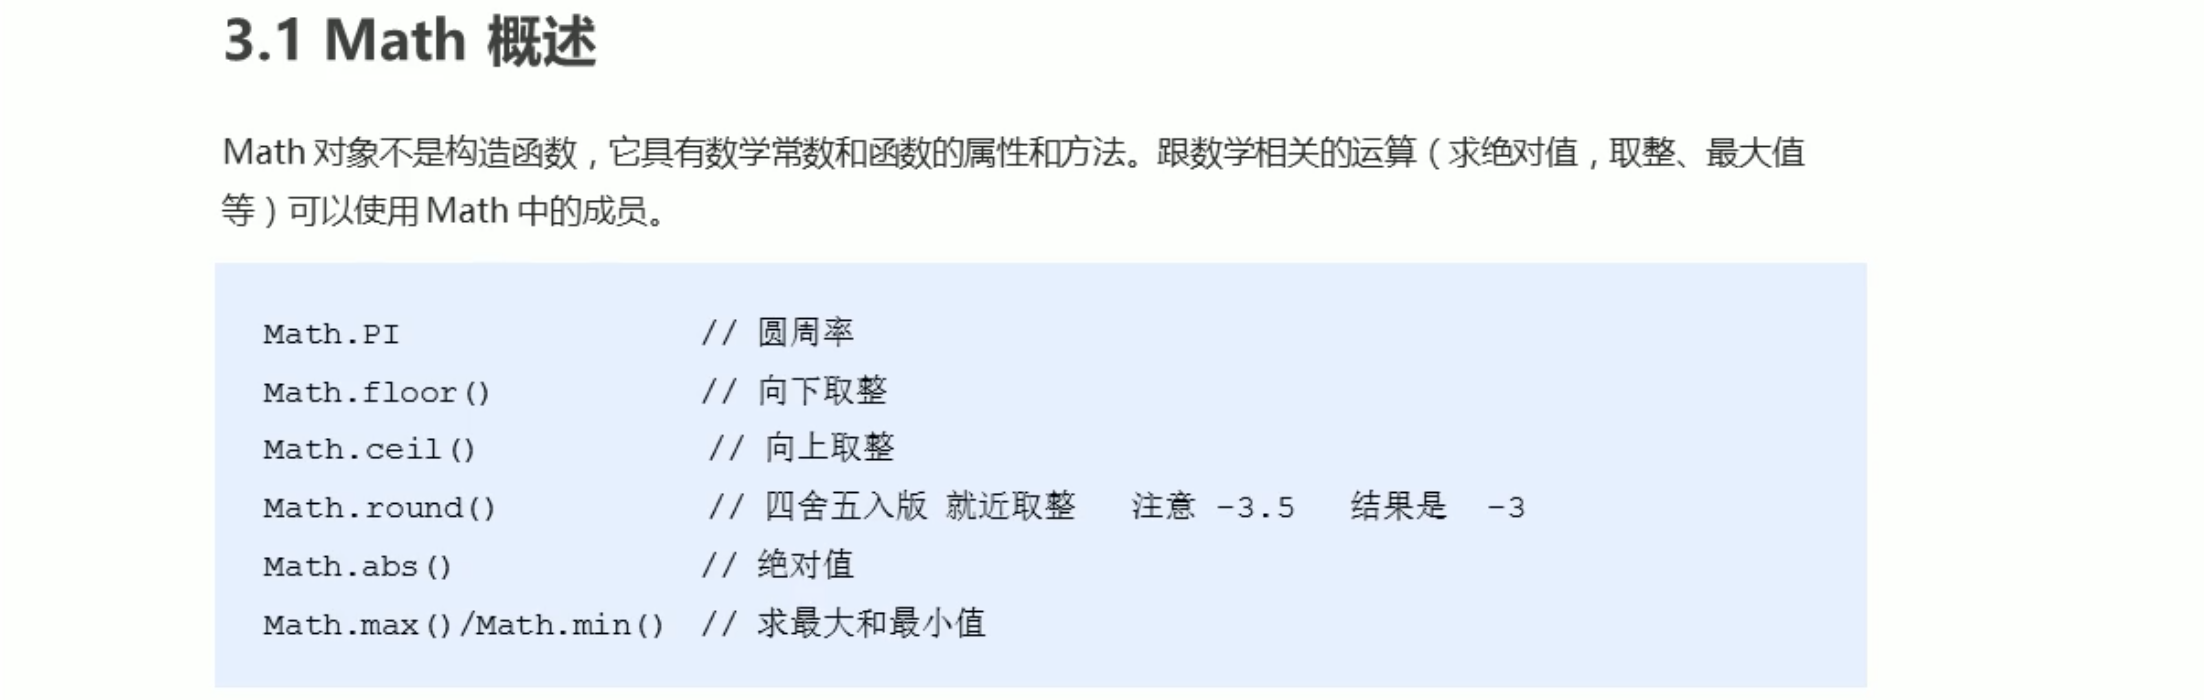 3.1 Math 概述
Math 对象不是构造函数，它具有数学常数和函数的属性和方法。跟数学相关的运算（求绝对值，取整、最大值
等）可以使用 Math 中的成员。
Math.PI // 圆周率
Math.floor() // 向下取整
Math.ceil() // 向上取整
Math.round() // 四舍五入版 就近取整 注意 -3.5 结果是 -3
Math.abs() // 绝对值
Math.max()/Math.min() // 求最大和最小值